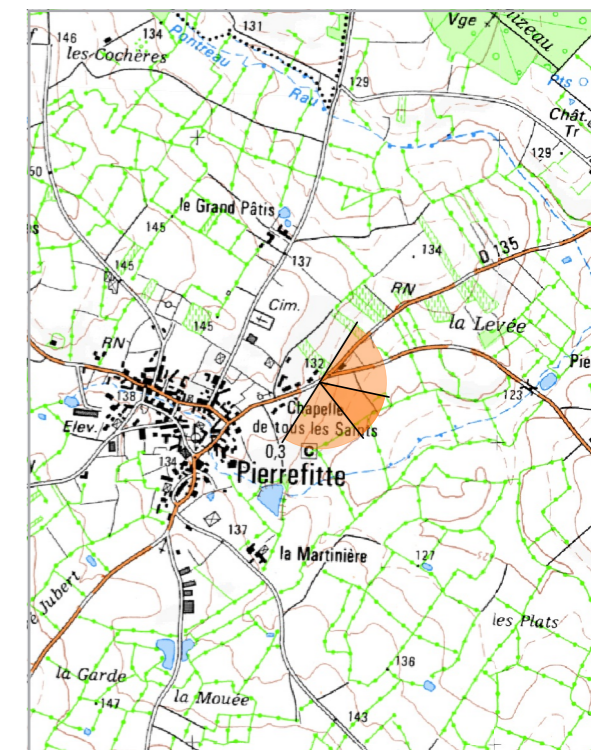 131
Vge
146
134
les Cochères
Pontreau
Rau
129
Pts
Chât. e
Tr
129
50
le Grand Pâtis
145
134
D 135
137
145
RN
Cim.
145
la Levée
RN
132
Pie
138
Chapelle
de tous les Saints
123
Elev.
0,3
C
134
Pierrefitte
137
la Martinière
127
Jubert
les Plats
la Garde
136
la Mouée
147
143